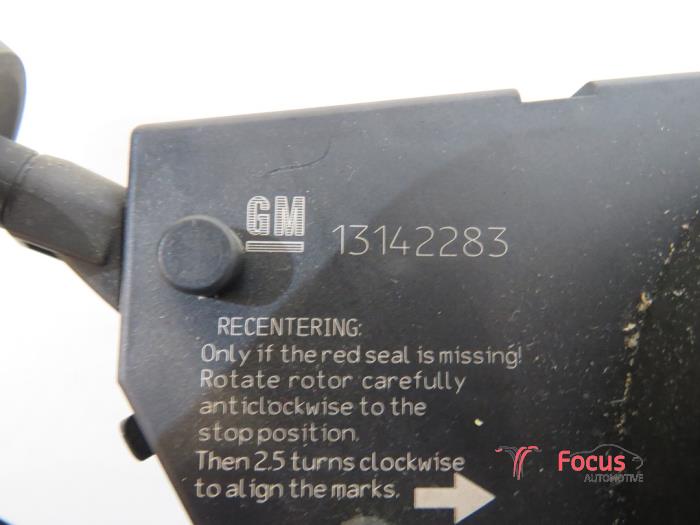 GM 13142283
RECENTERING:
Only if the red seal is missing!
Rotate rotor carefully
anticlockwise to the
stop position.
Then 2.5 turns clockwise
to align the marks.
Focus
AUTOMOTIVE